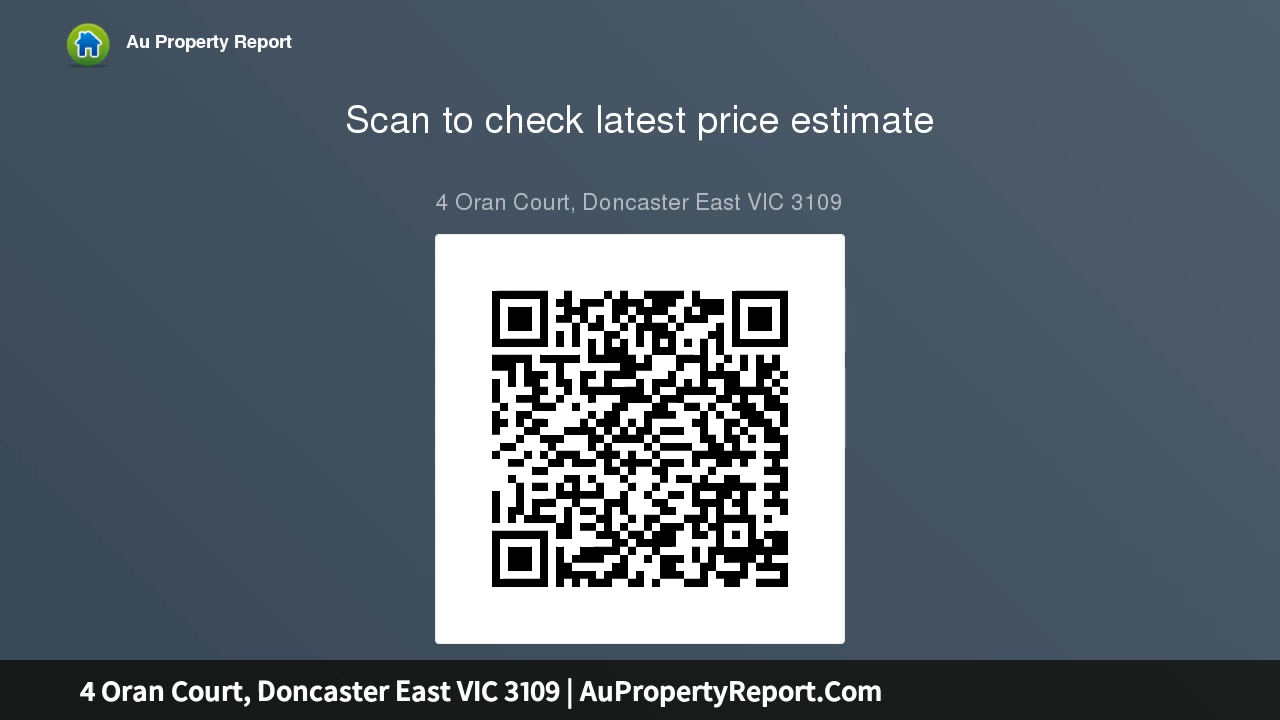 Au Property Report
Scan to check latest price estimate
4 Oran Court, Doncaster East VIC 3109
4 Oran Court, Doncaster East VIC 3109 | AuPropertyReport.Com